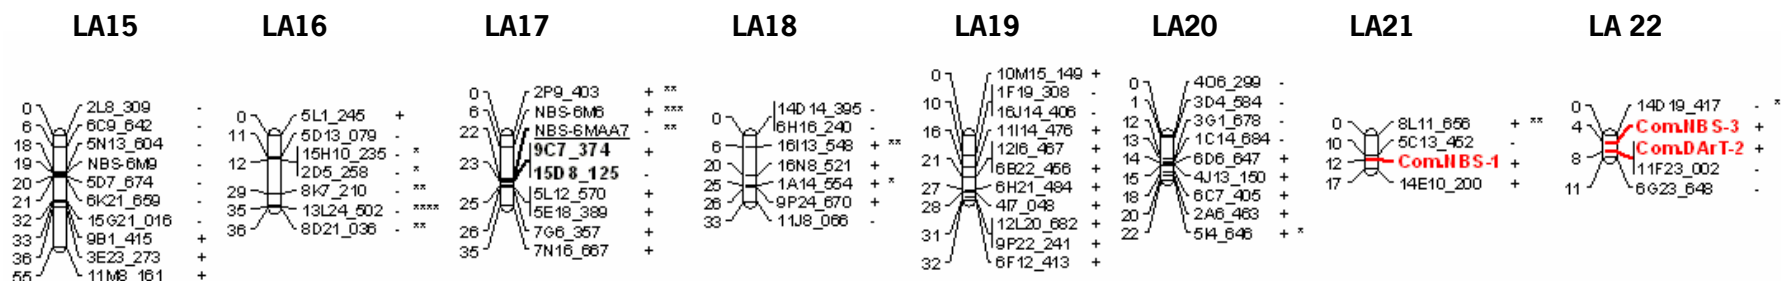 LA15 LA16 LA17 LA18 LA19 LA20 LA21 LA 22
0 2L8_309 -
6 6C9_642 -
18 5N13_604 -
19 NBS-6M9 -
20 5D7_674 -
21 6K21_659 -
32 15G21_016 -
33 9B1_415 +
36 3E23_273 +
55 11M8_161 +
0 5L1_245 +
11 5D13_079 -
12 15H10_235 - *
2D5_258 - *
29 8K7_210 - **
35 13L24_502 - ****
36 8D21_036 - **
0 2P9_403 + **
6 NBS-6M6 + ***
22 NBS-6MAA7 - **
23 9C7_374 +
15D8_125 -
25 5L12_570 +
5E18_389 +
26 7G6_357 +
35 7N16_667 +
0 14D14_395 -
6H16_240 -
6 16I13_548 + **
20 16N8_521 +
25 1A14_554 + *
26 9P24_670 +
33 11J8_066 -
0 10M15_149 +
10 1F19_308 -
16J14_406 -
16 11I14_476 +
21 12I6_467 +
6B22_456 +
27 6H21_484 +
28 4I7_048 +
31 12L20_682 +
9P22_241 +
32 6F12_413 +
0 4O6_299 -
1 3D4_584 -
12 3G1_678 -
13 1C14_684 -
14 6D6_647 +
15 4J13_150 +
18 6C7_405 +
20 2A6_463 +
22 5I4_646 + *
0 8L11_656 + **
10 5C13_452 -
12 Com.NBS-1 +
17 14E10_200 +
0 14D19_417 - *
4 Com.NBS-3 +
8 Com.DArT-2 +
11F23_002 -
11 6G23_648 -